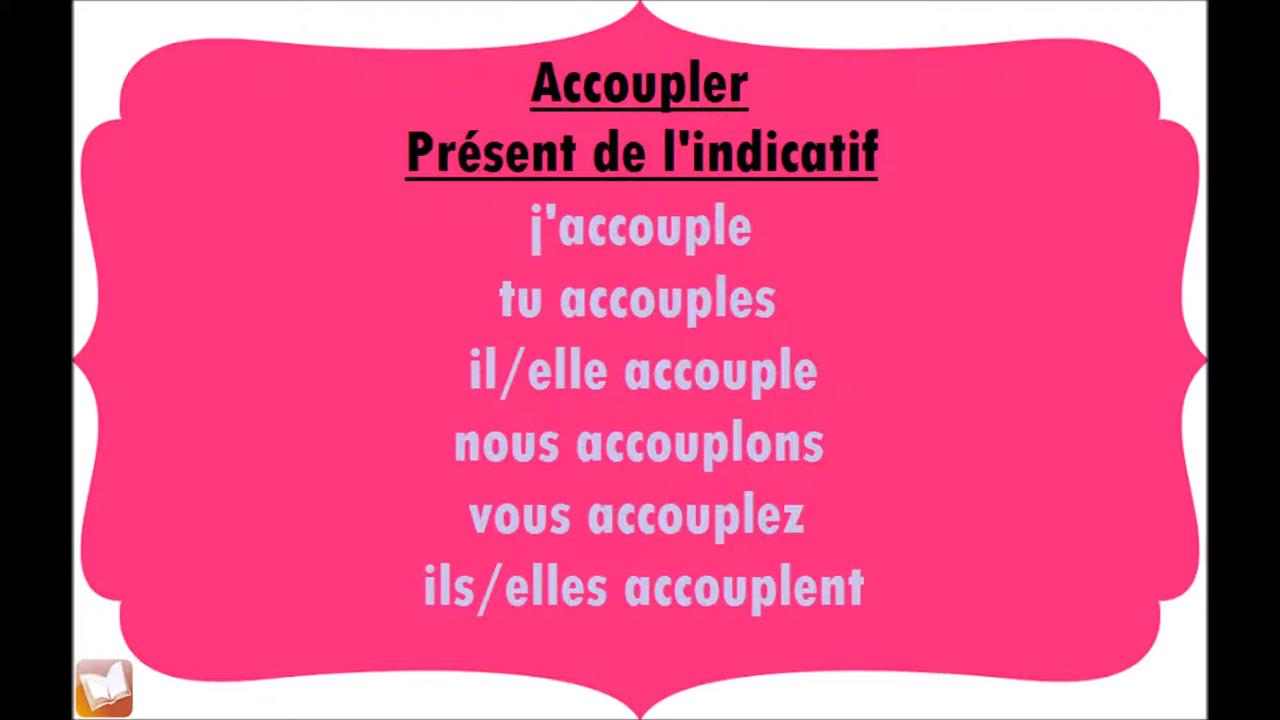 Accoupler
Présent de l'indicatif
j'accouple
tu accouples
il/elle accouple
nous accouplons
vous accouplez
ils/elles accouplent